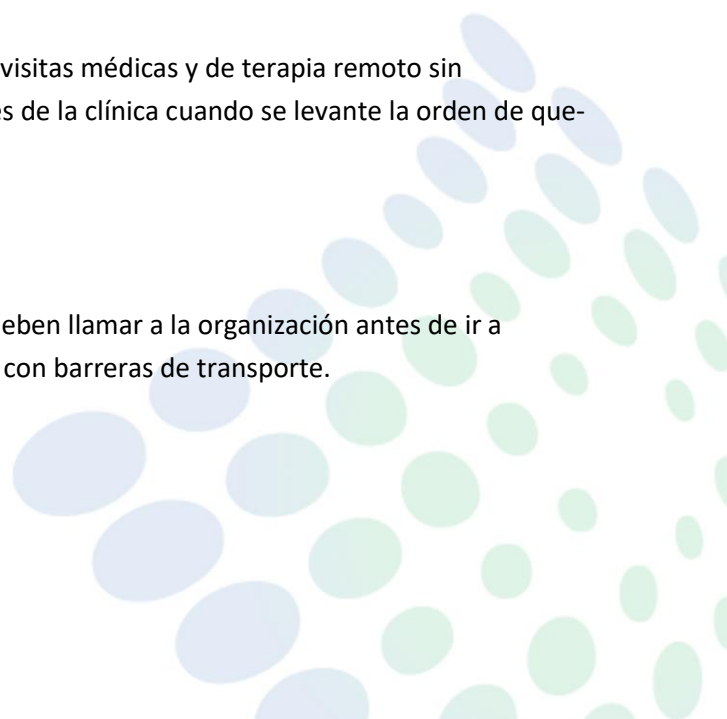 visitas médicas y de terapia remoto sin
es de la clínica cuando se levante la orden de que-
eben llamar a la organización antes de ir a
con barreras de transporte.